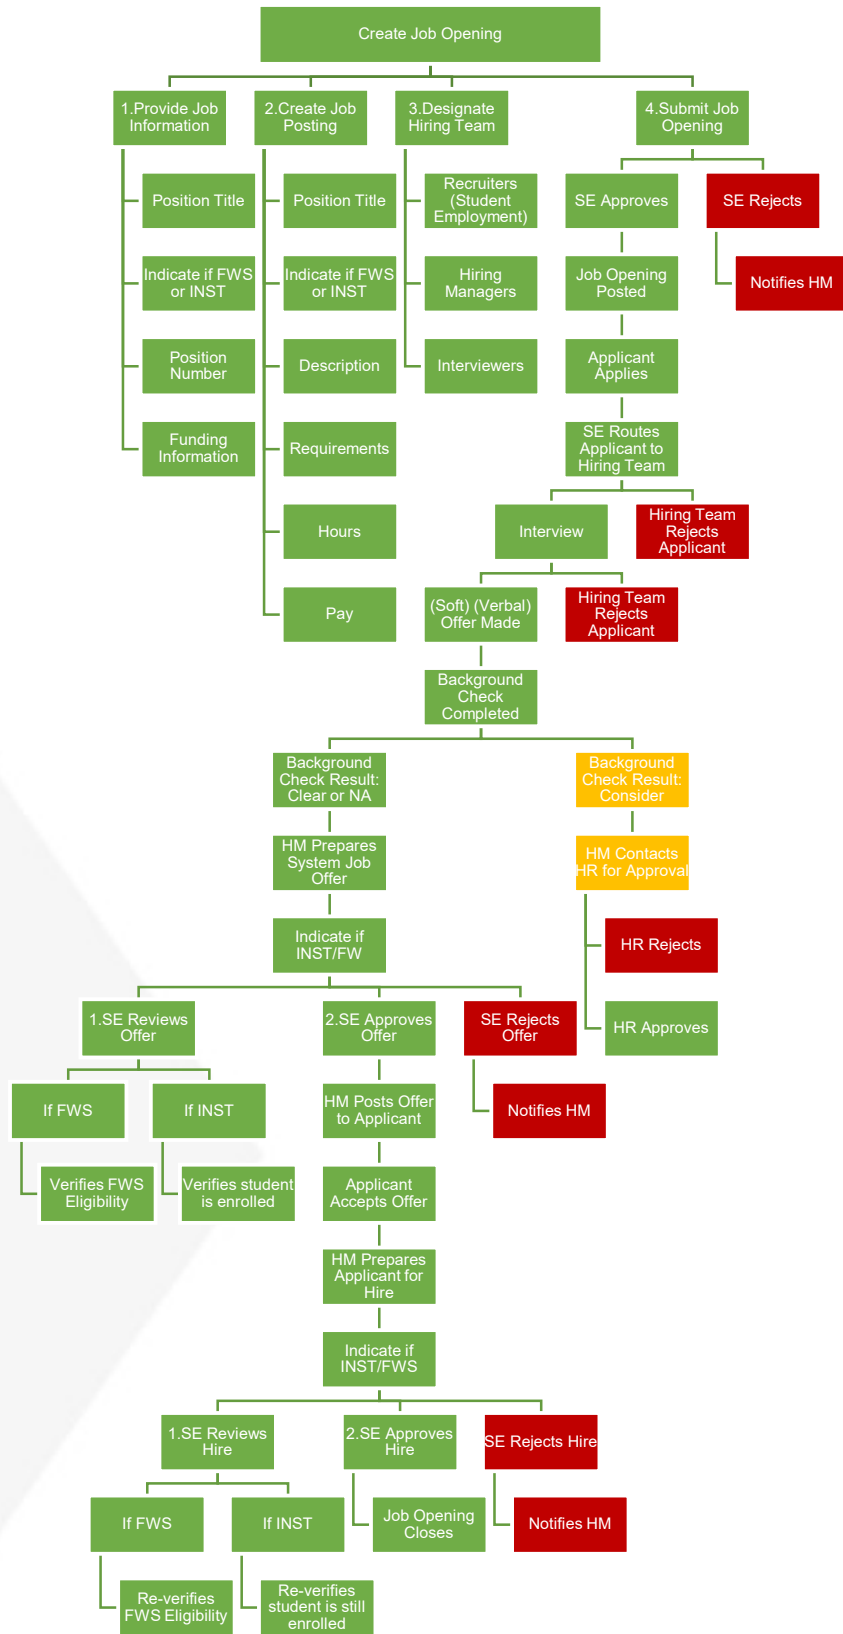 Create Job Opening
1.Provide Job
Information
2.Create Job
Posting
3.Designate
Hiring Team
4.Submit Job
Opening
Position Title
Position Title
Recruiters
(Student
Employment)
SE Approves
SE Rejects
Indicate if FWS
or INST
Indicate if FWS
or INST
Hiring
Managers
Job Opening
Posted
Notifies HM
Position
Number
Description
Interviewers
Applicant
Applies
Funding
Information
Requirements
SE Routes
Applicant to
Hiring Team
Hours
Interview
Hiring Team
Rejects
Applicant
Pay
(Soft) (Verbal)
Offer Made
Hiring Team
Rejects
Applicant
Background
Check
Completed
Background
Check Result:
Clear or NA
Background
Check Result:
Consider
HM Prepares
System Job
Offer
HM Contacts
HR for Approval
Indicate if
INST/FW
HR Rejects
1.SE Reviews
Offer
2.SE Approves
Offer
SE Rejects
Offer
HR Approves
If FWS
If INST
HM Posts Offer
to Applicant
Notifies HM
Verifies FWS
Eligibility
Verifies student
is enrolled
Applicant
Accepts Offer
HM Prepares
Applicant for
Hire
Indicate if
INST/FWS
1.SE Reviews
Hire
2.SE Approves
Hire
SE Rejects Hire
If FWS
If INST
Job Opening
Closes
Notifies HM
Re-verifies
FWS Eligibility
Re-verifies
student is still
enrolled